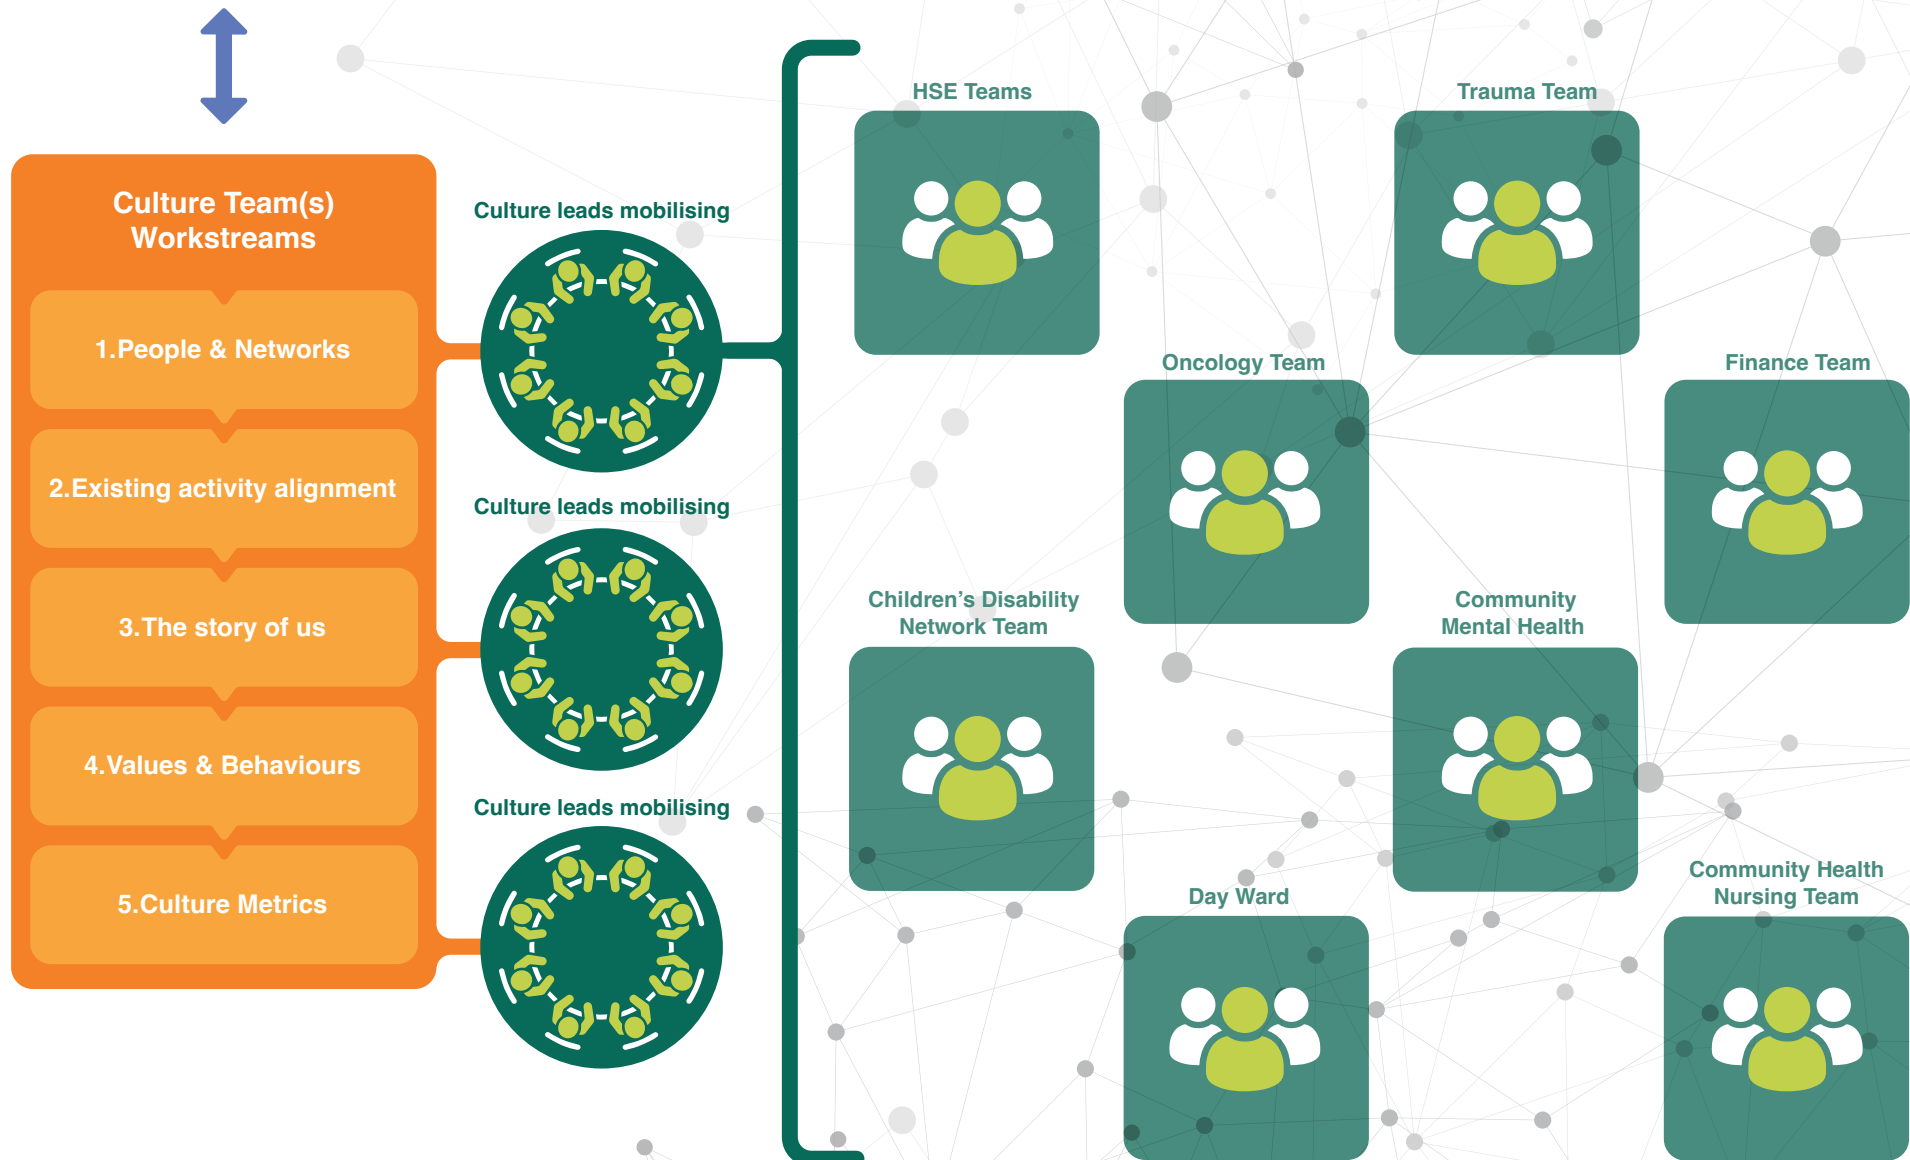 Culture Team(s)
Workstreams
1.People & Networks
2.Existing activity alignment
3.The story of us
4.Values & Behaviours
5.Culture Metrics
Culture leads mobilising
Culture leads mobilising
Culture leads mobilising
HSE Teams
Trauma Team
Oncology Team
Finance Team
Children’s Disability
Network Team
Community
Mental Health
Day Ward
Community Health
Nursing Team